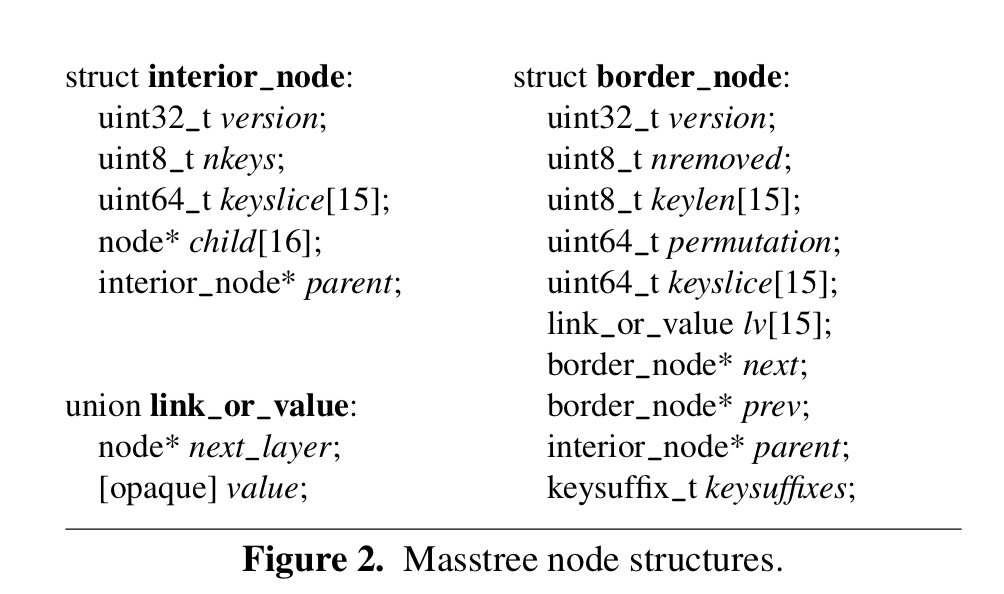 struct interior_node:
uint32_t version;
uint8_t nkeys;
uint64_t keyslice[15];
node* child[16];
interior_node* parent;
union link_or_value:
node* next_layer;
[opaque] value;
struct border_node:
uint32_t version;
uint8_t nremoved;
uint8_t keylen[15];
uint64_t permutation;
uint64_t keyslice[15];
link_or_value lv[15];
border_node* next;
border_node* prev;
interior_node* parent;
keysuffix_t keysuffixes;
Figure 2. Masstree node structures.